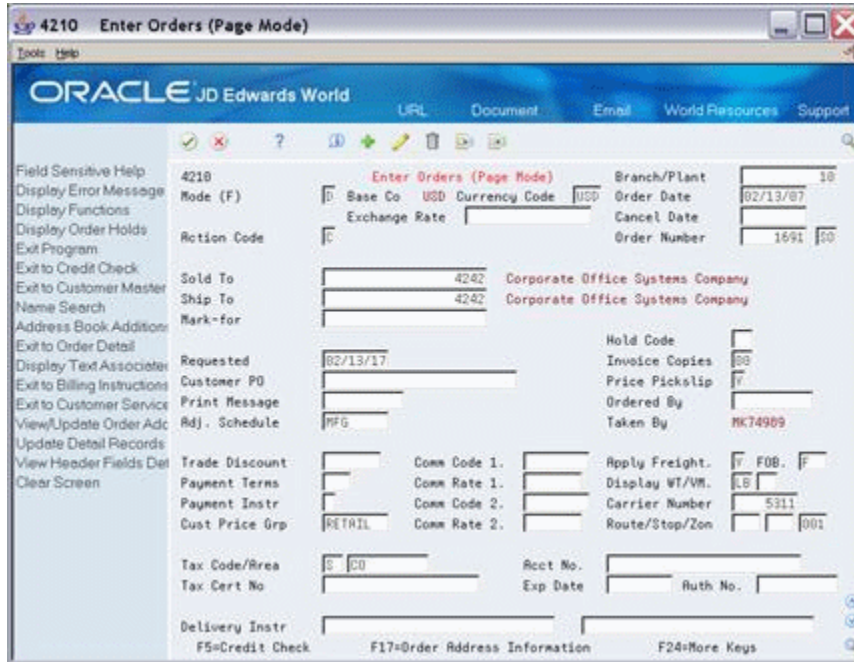 4210 Enter Orders (Page Mode)
Tools Help
ORACLE JD Edwards World
URL Document Email World Resources Support
?
Field Sensitive Help
Display Error Message
Display Functions
Display Order Holds
Exit Program
Exit to Credit Check
Exit to Customer Master
Name Search
Address Book Additions
Exit to Order Detail
Display Text Associated
Exit to Billing Instructions
Exit to Customer Service
View/Update Order Add
Update Detail Records
View Header Fields Det
Clear Screen
4210 Enter Orders (Page Mode) Branch/Plant 10
Mode (F) D Base Co USD Currency Code USD Order Date 02/13/07
Exchange Rate Cancel Date
Action Code C Order Number 1691 SO
Sold To 4242 Corporate Office Systems Company
Ship To 4242 Corporate Office Systems Company
Mark-for
Hold Code
Requested 02/13/17 Invoice Copies 00
Customer PO Price Pickslip Y
Print Message Ordered By
Adj. Schedule MFG Taken By MK74909
Trade Discount Comm Code 1. Apply Freight. Y FOB. F
Payment Terms Comm Rate 1. Display WT/VM. LB
Payment Instr Comm Code 2. Carrier Number 5311
Cust Price Grp RETAIL Comm Rate 2. Route/Stop/Zon 001
Tax Code/Area S CO Acct No.
Tax Cert No Exp Date Auth No.
Delivery Instr
F5=Credit Check F17=Order Address Information F24=More Keys